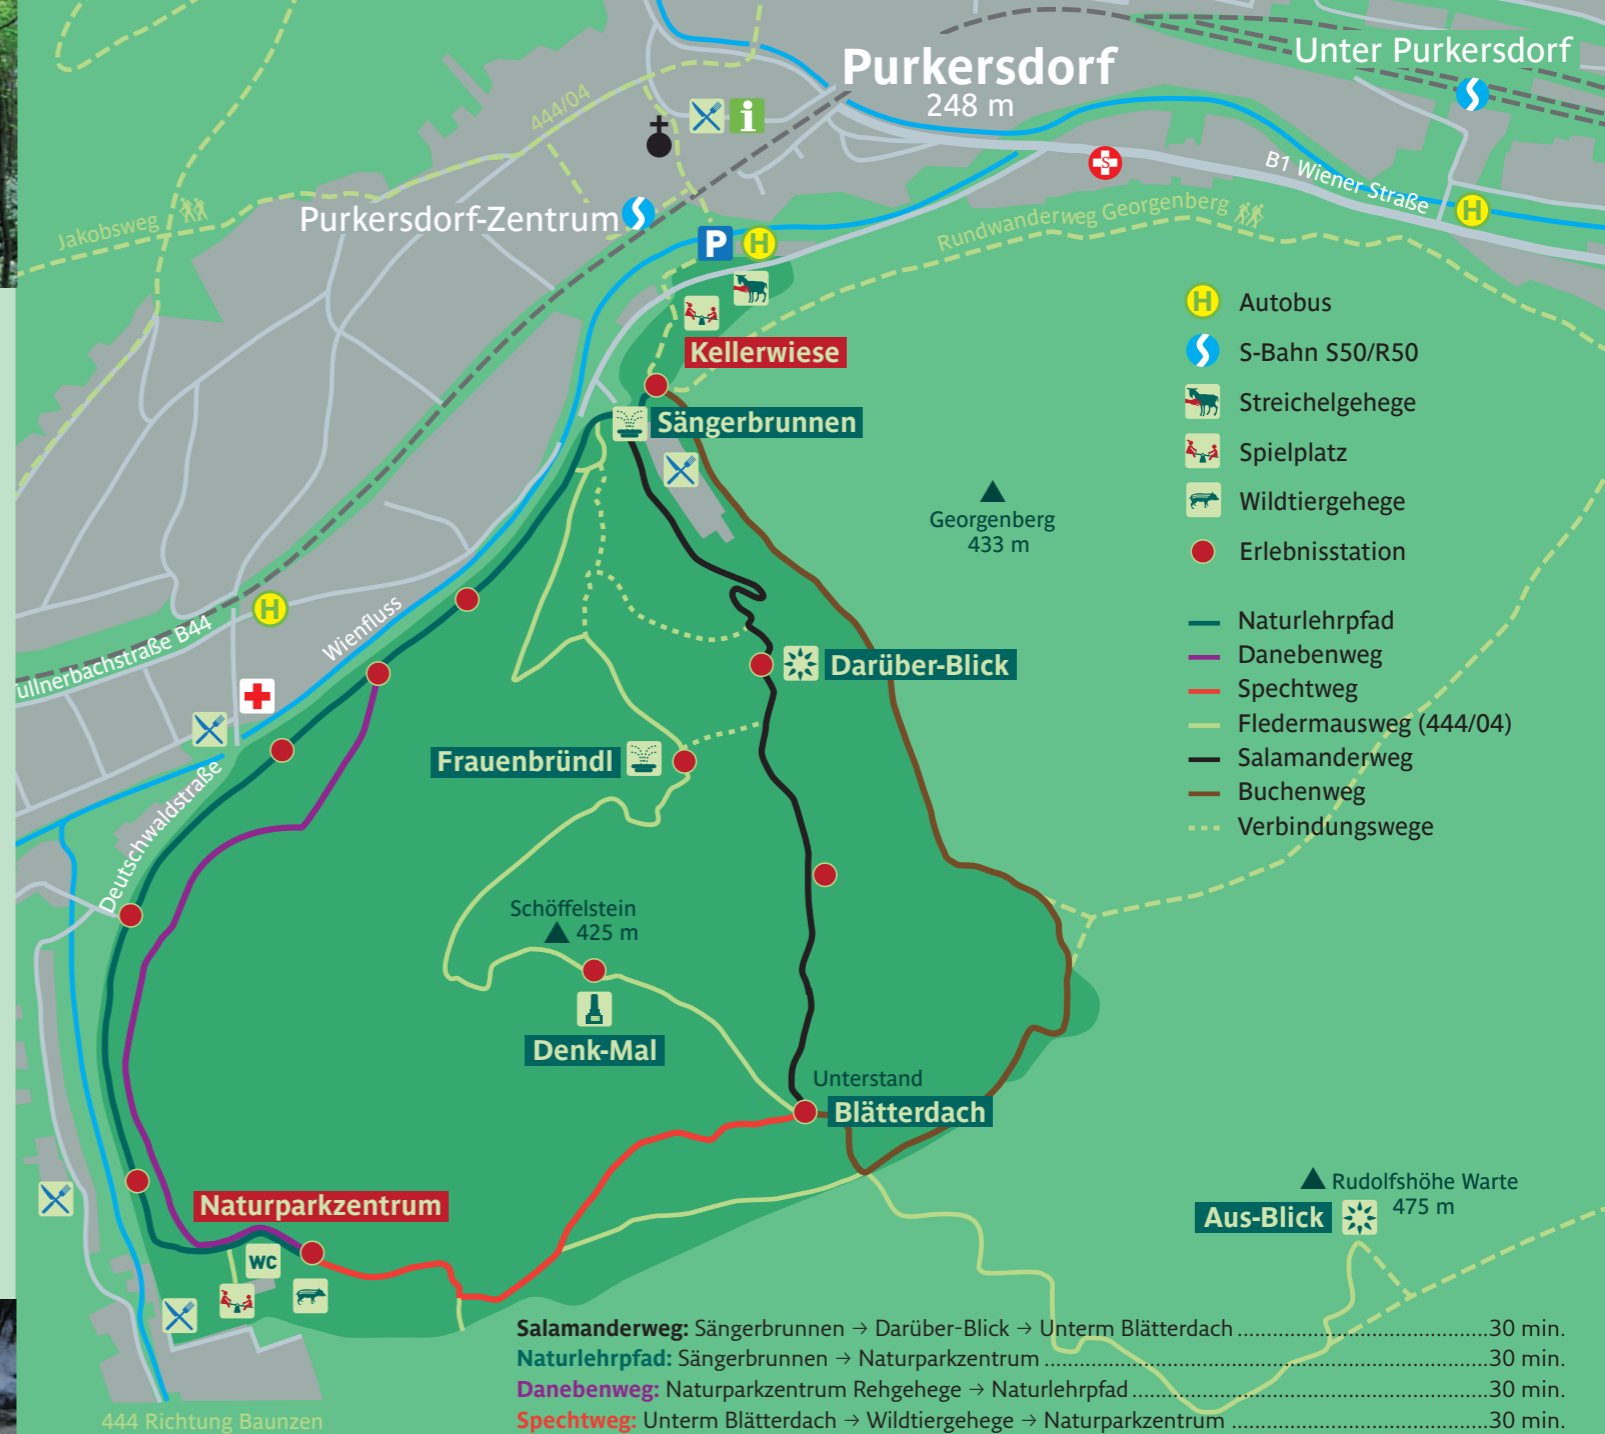 Purkersdorf
248 m
Unter Purkersdorf
444/04
B1 Wiener Straße
H
Jakobsweg
Purkersdorf-Zentrum
Rundwanderweg Georgenberg
i
S
P
H
Kellerwiese
Sängerbrunnen
Georgenberg
433 m
H
Autobus
S-Bahn S50/R50
Streichelgehege
Spielplatz
Wildtiergehege
Erlebnisstation
Naturlehrpfad
Danebenweg
Spechtweg
Fledermausweg (444/04)
Salamanderweg
Buchenweg
Verbindungswege
H
Wienfluss
ullnerbachstraße B44
Darüber-Blick
Frauenbründl
Deutschwaldstraße
Schöffelstein
425 m
Denk-Mal
Unterstand
Blätterdach
Naturparkzentrum
WC
Rudolfshöhe Warte
475 m
Aus-Blick
Salamanderweg: Sängerbrunnen → Darüber-Blick → Unterm Blätterdach ........................................... 30 min.
Naturlehrpfad: Sängerbrunnen → Naturparkzentrum ............................................................................ 30 min.
Danebenweg: Naturparkzentrum Rehgehege → Naturlehrpfad ............................................................. 30 min.
Spechtweg: Unterm Blätterdach → Wildtiergehege → Naturparkzentrum ............................................ 30 min.
444 Richtung Baunzen